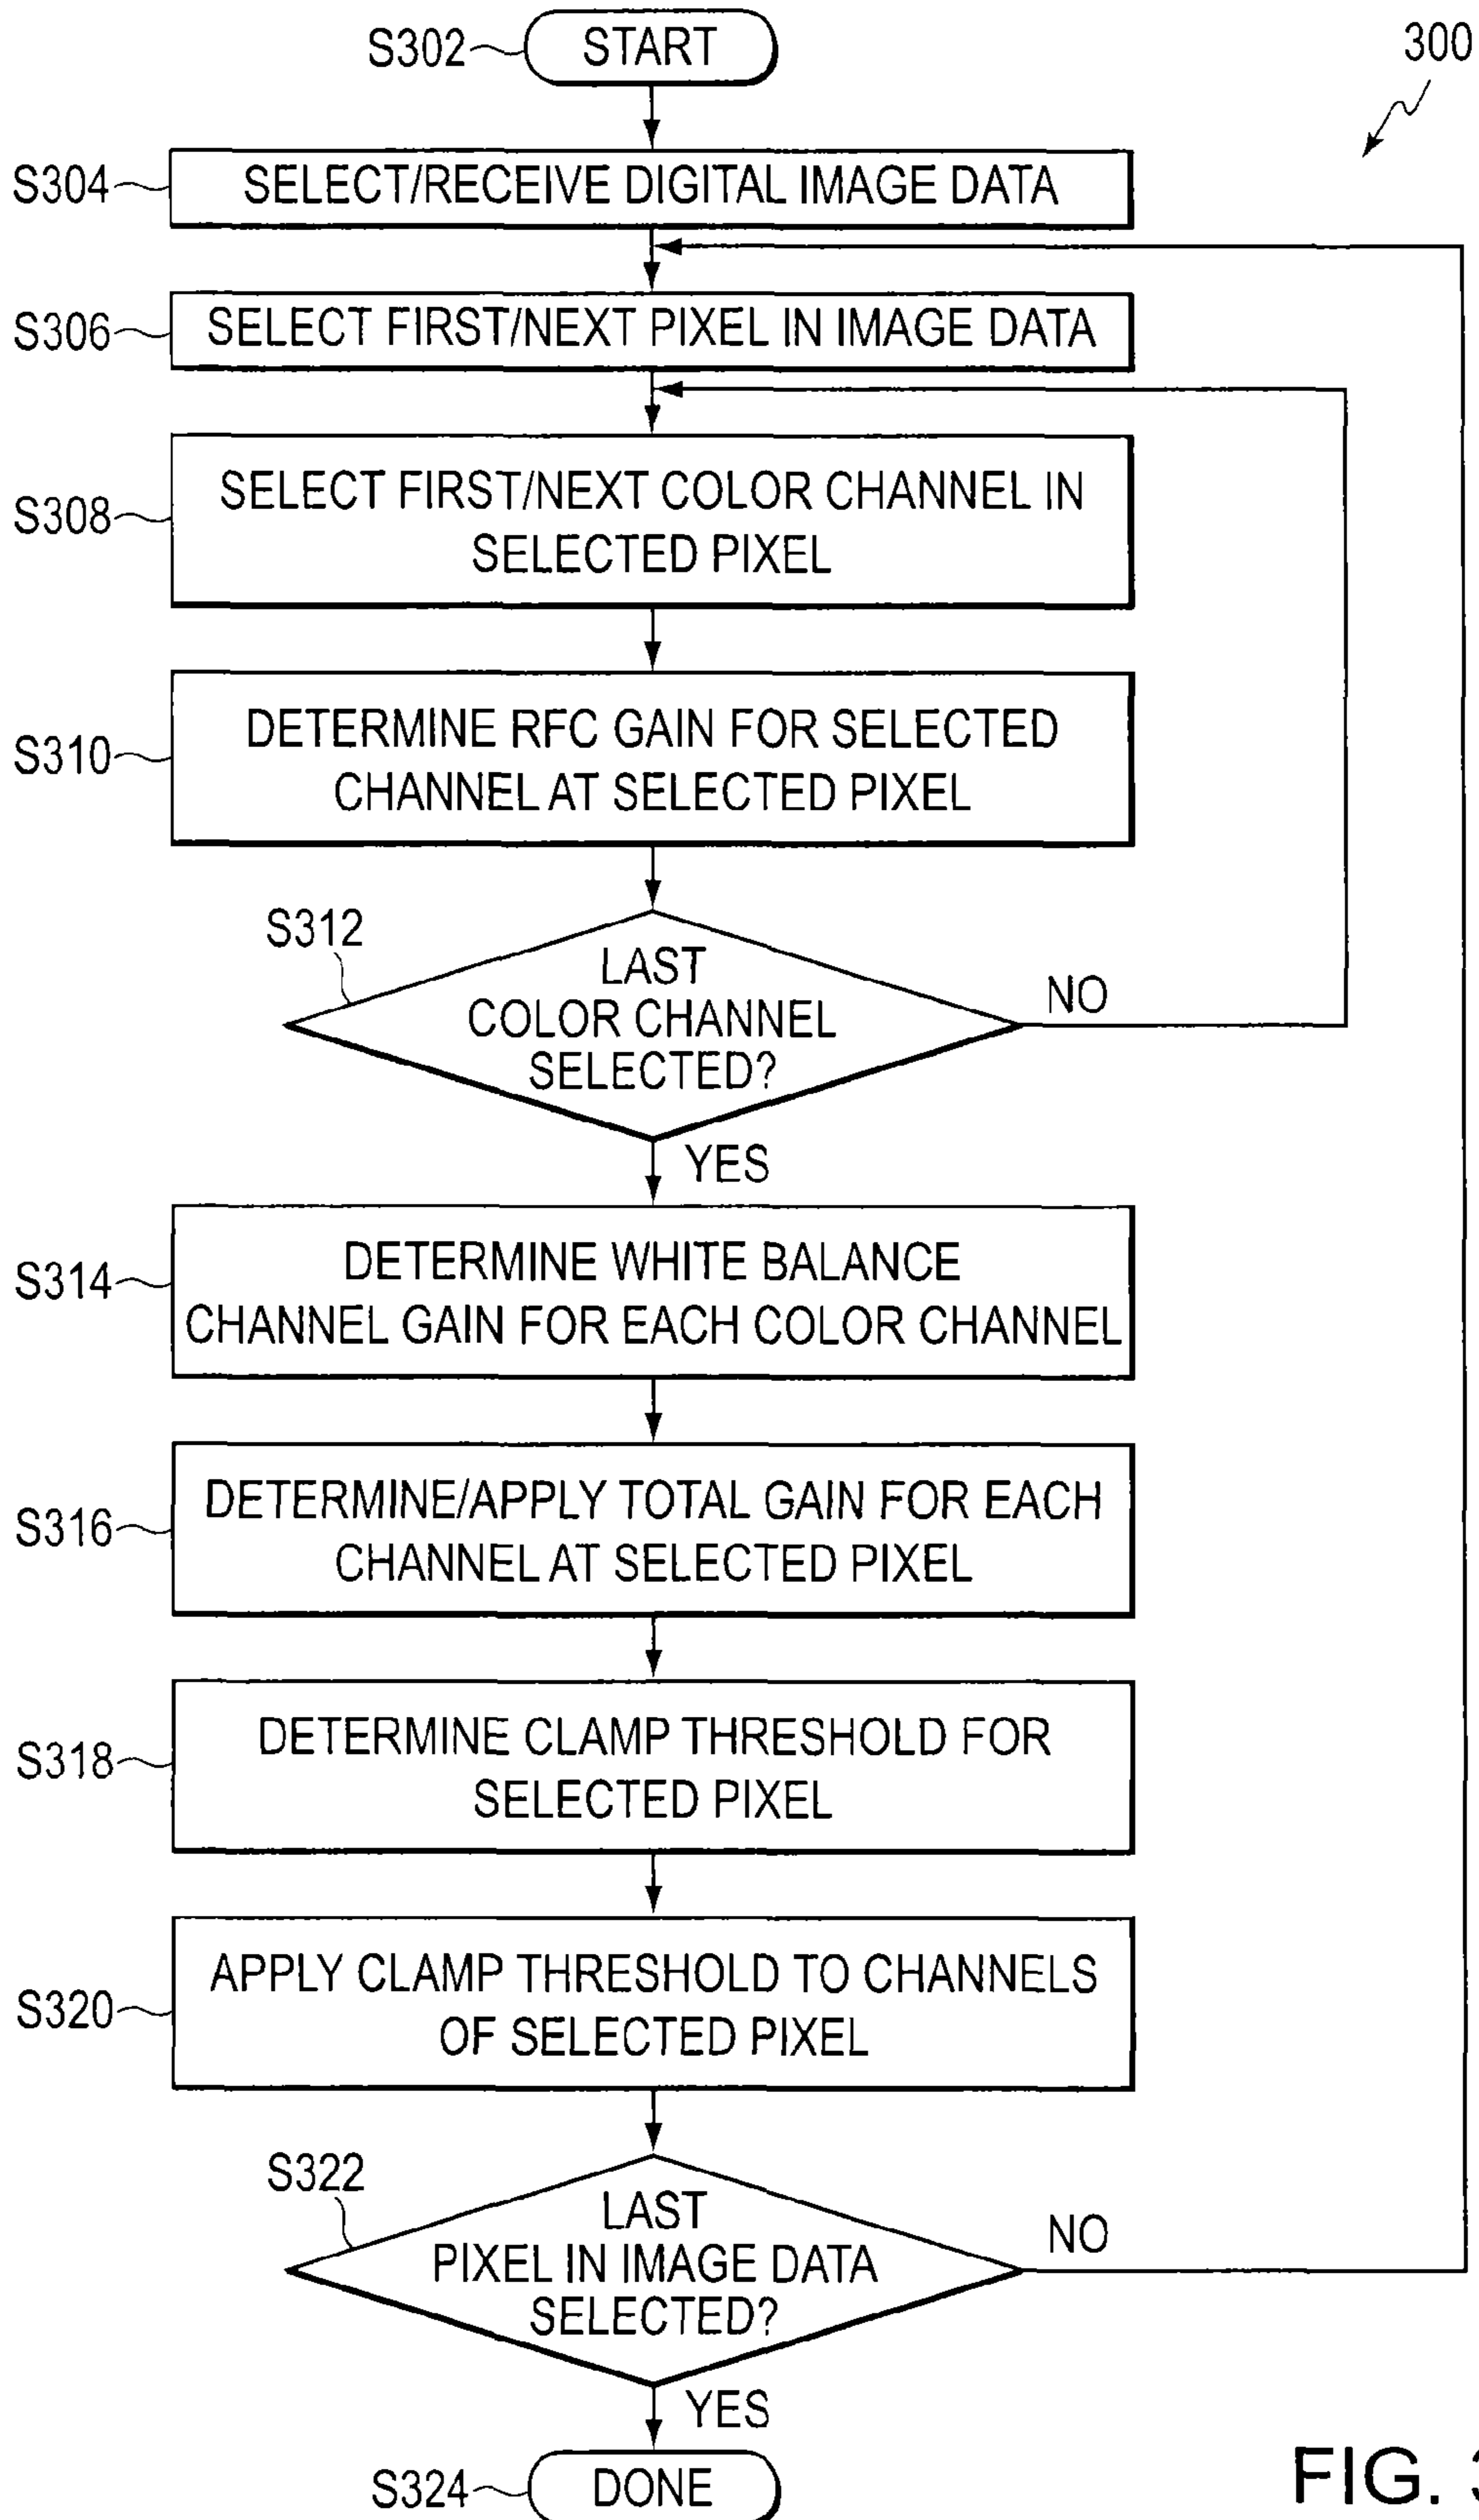 S302
START
300
S304
SELECT/RECEIVE DIGITAL IMAGE DATA
S306
SELECT FIRST/NEXT PIXEL IN IMAGE DATA
S308
SELECT FIRST/NEXT COLOR CHANNEL IN
SELECTED PIXEL
S310
DETERMINE RFC GAIN FOR SELECTED
CHANNEL AT SELECTED PIXEL
S312
LAST
COLOR CHANNEL
SELECTED?
NO
YES
S314
DETERMINE WHITE BALANCE
CHANNEL GAIN FOR EACH COLOR CHANNEL
S316
DETERMINE/APPLY TOTAL GAIN FOR EACH
CHANNEL AT SELECTED PIXEL
S318
DETERMINE CLAMP THRESHOLD FOR
SELECTED PIXEL
S320
APPLY CLAMP THRESHOLD TO CHANNELS
OF SELECTED PIXEL
S322
LAST
PIXEL IN IMAGE DATA
SELECTED?
NO
YES
S324
DONE
FIG. 3